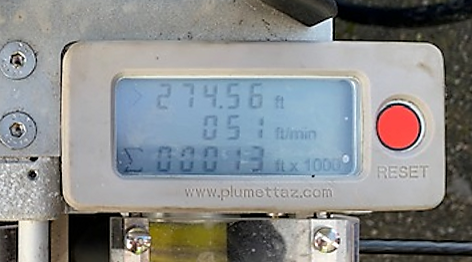 > 274.56 ft
051 ft/min
Σ 00013 ft x 1000
RESET
www.plumettaz.com